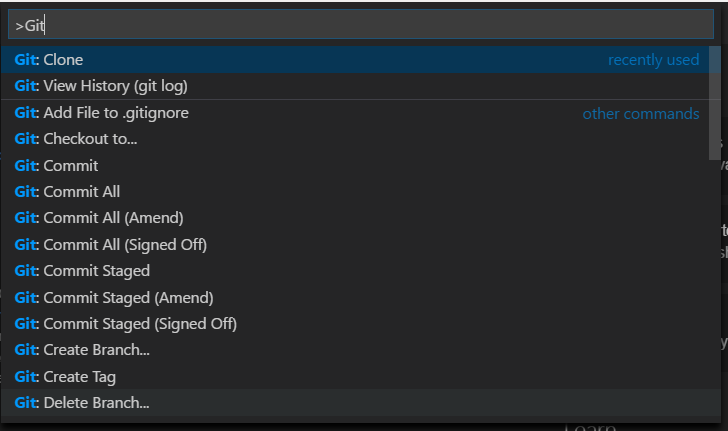 >Git
Git: Clone recently used
Git: View History (git log)
Git: Add File to .gitignore other commands
Git: Checkout to...
Git: Commit
Git: Commit All
Git: Commit All (Amend)
Git: Commit All (Signed Off)
Git: Commit Staged
Git: Commit Staged (Amend)
Git: Commit Staged (Signed Off)
Git: Create Branch...
Git: Create Tag
Git: Delete Branch...
Learn